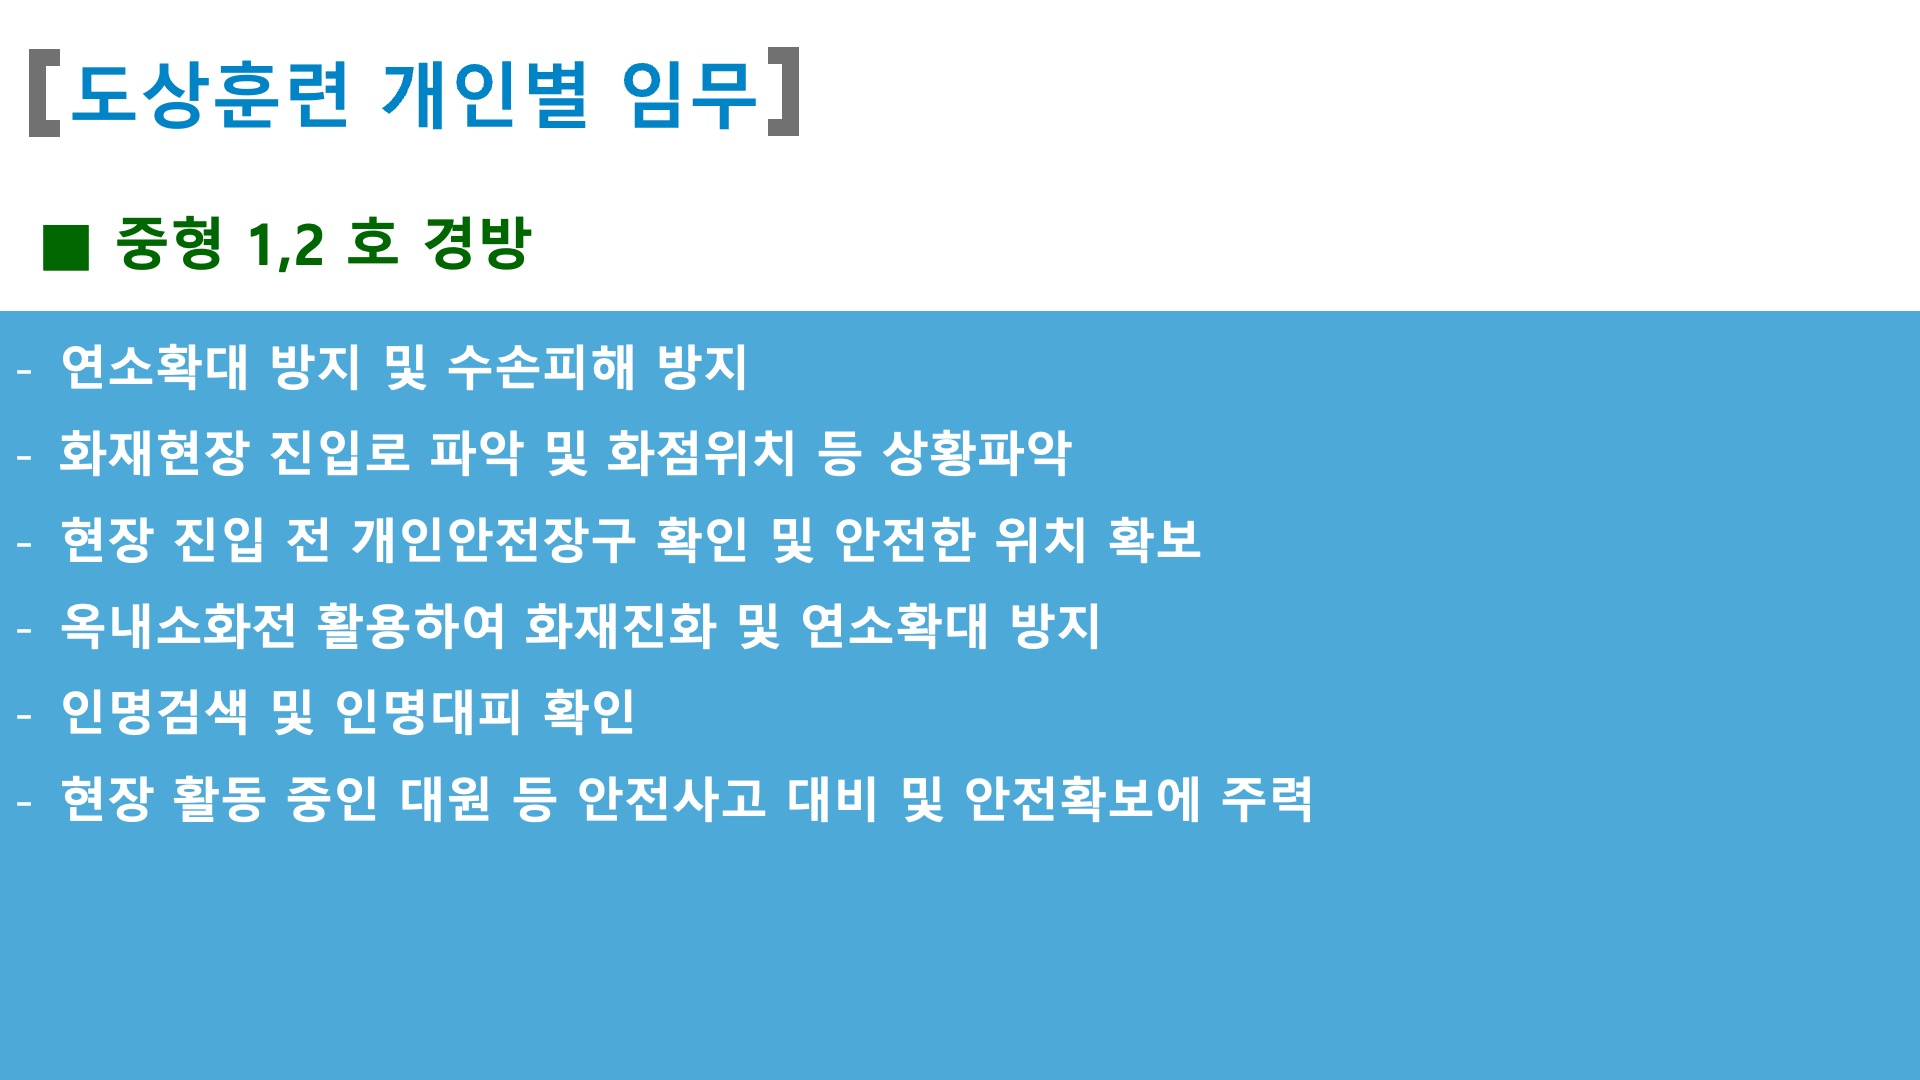 [도상훈련 개인별 임무]
■ 중형 1,2 호 경방
- 연소확대 방지 및 수손피해 방지
- 화재현장 진입로 파악 및 화점위치 등 상황파악
- 현장 진입 전 개인안전장구 확인 및 안전한 위치 확보
- 옥내소화전 활용하여 화재진화 및 연소확대 방지
- 인명검색 및 인명대피 확인
- 현장 활동 중인 대원 등 안전사고 대비 및 안전확보에 주력